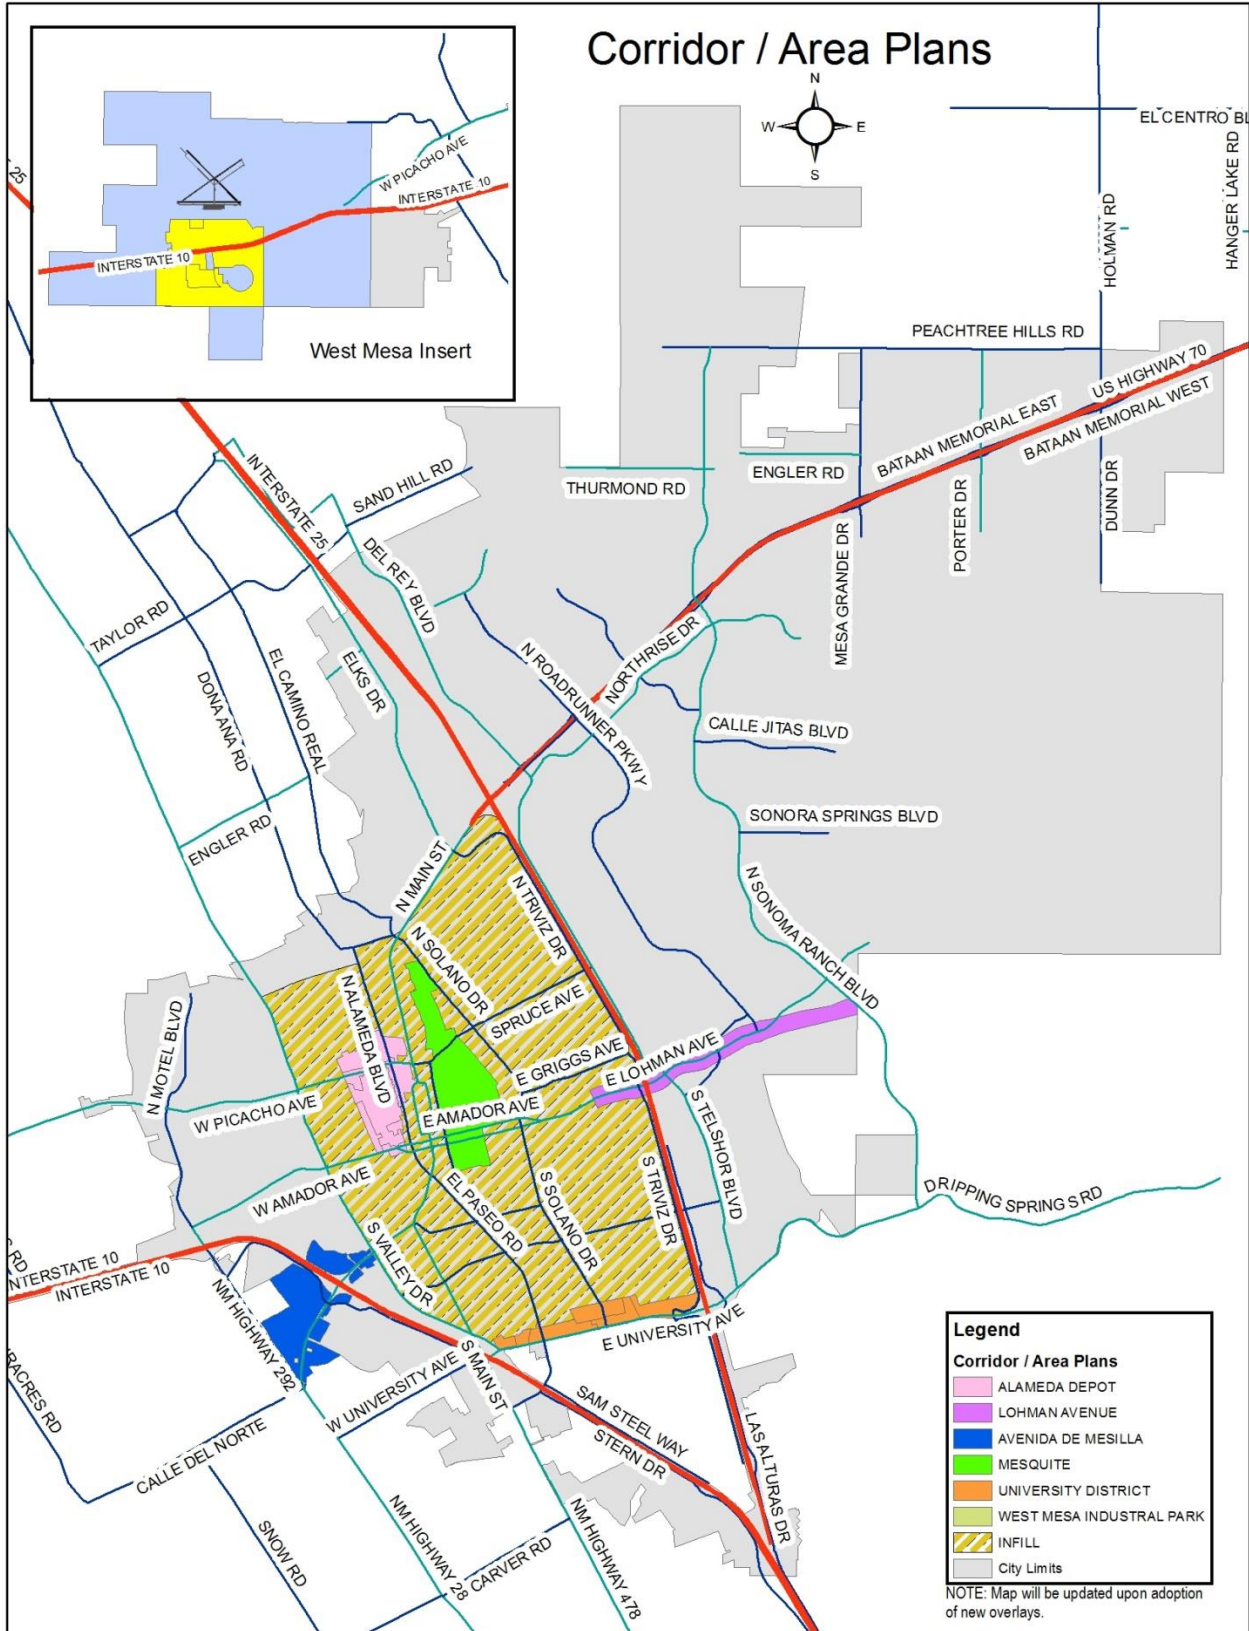 Corridor / Area Plans
N
W
E
S
25
W PICACHO AVE
INTERSTATE 10
INTERSTATE 10
West Mesa Insert
EL CENTRO BL
HOLMAN RD
HANGER LAKE RD
PEACHTREE HILLS RD
US HIGHWAY 70
BATAAN MEMORIAL EAST
BATAAN MEMORIAL WEST
INTERSTATE 25
SAND HILL RD
THURMOND RD
ENGLER RD
MESA GRANDE DR
PORTER DR
DUNN DR
DEL REY BLVD
TAYLOR RD
ELKS DR
EL CAMINO REAL
DONA ANA RD
N ROADRUNNER PKWY
NORTHRISE DR
CALLE JITAS BLVD
SONORA SPRINGS BLVD
ENGLER RD
N MAIN ST
N TRIVIZ DR
N SONOMA RANCH BLVD
N SOLANO DR
N ALAMEDA BLVD
SPRUCE AVE
N MOTEL BLVD
E GRIGGS AVE
E LOHMAN AVE
W PICACHO AVE
E AMADOR AVE
S TELSHOR BLVD
W AMADOR AVE
EL PASEO RD
S SOLANO DR
S TRIVIZ DR
DRIPPING SPRINGS RD
S VALLEY DR
S RD
INTERSTATE 10
INTERSTATE 10
NM HIGHWAY 292
E UNIVERSITY AVE
S MAIN ST
W UNIVERSITY AVE
RACRES RD
SAM STEEL WAY
STERN DR
LAS ALTURAS DR
CALLE DEL NORTE
SNOW RD
NM HIGHWAY 28
CARVER RD
NM HIGHWAY 478
Legend
Corridor / Area Plans
ALAMEDA DEPOT
LOHMAN AVENUE
AVENIDA DE MESILLA
MESQUITE
UNIVERSITY DISTRICT
WEST MESA INDUSTRAL PARK
INFILL
City Limits
NOTE: Map will be updated upon adoption
of new overlays.